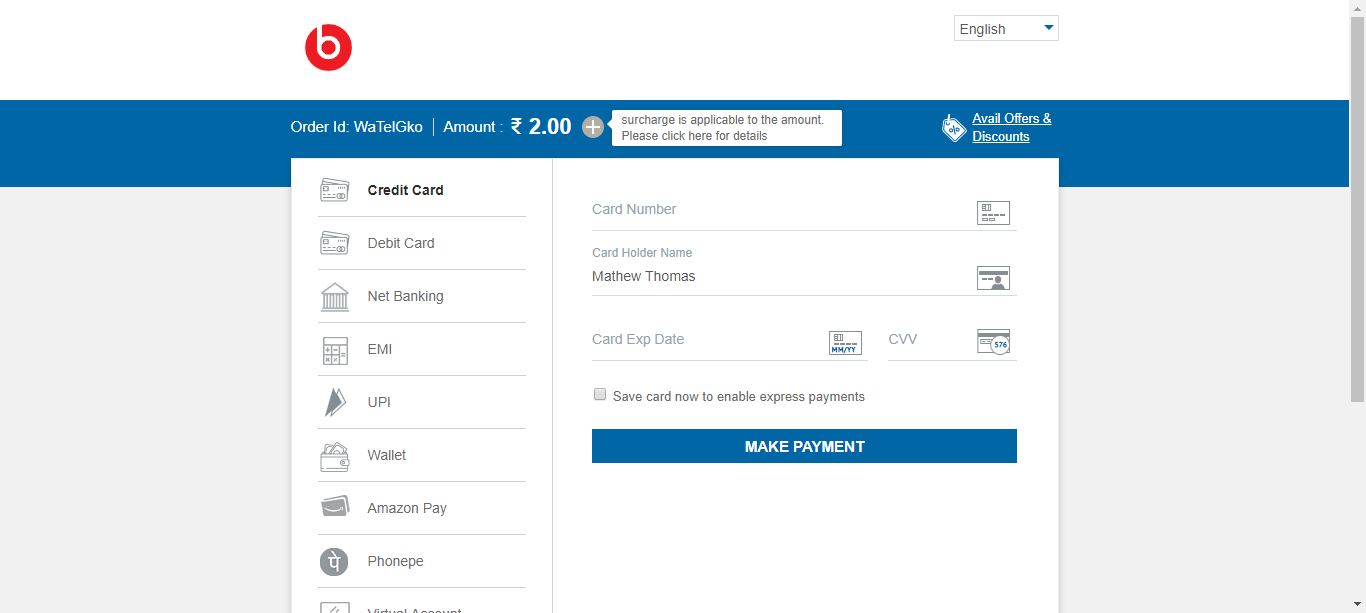 b
English
Order Id: WaTelGko Amount : ₹ 2.00
surcharge is applicable to the amount.
Please click here for details
Avail Offers &
Discounts
Credit Card
Debit Card
Net Banking
EMI
UPI
Wallet
Amazon Pay
पे Phonepe
Virtual Account
Card Number
Card Holder Name
Mathew Thomas
Card Exp Date
MM/YY
CVV
576
Save card now to enable express payments
MAKE PAYMENT